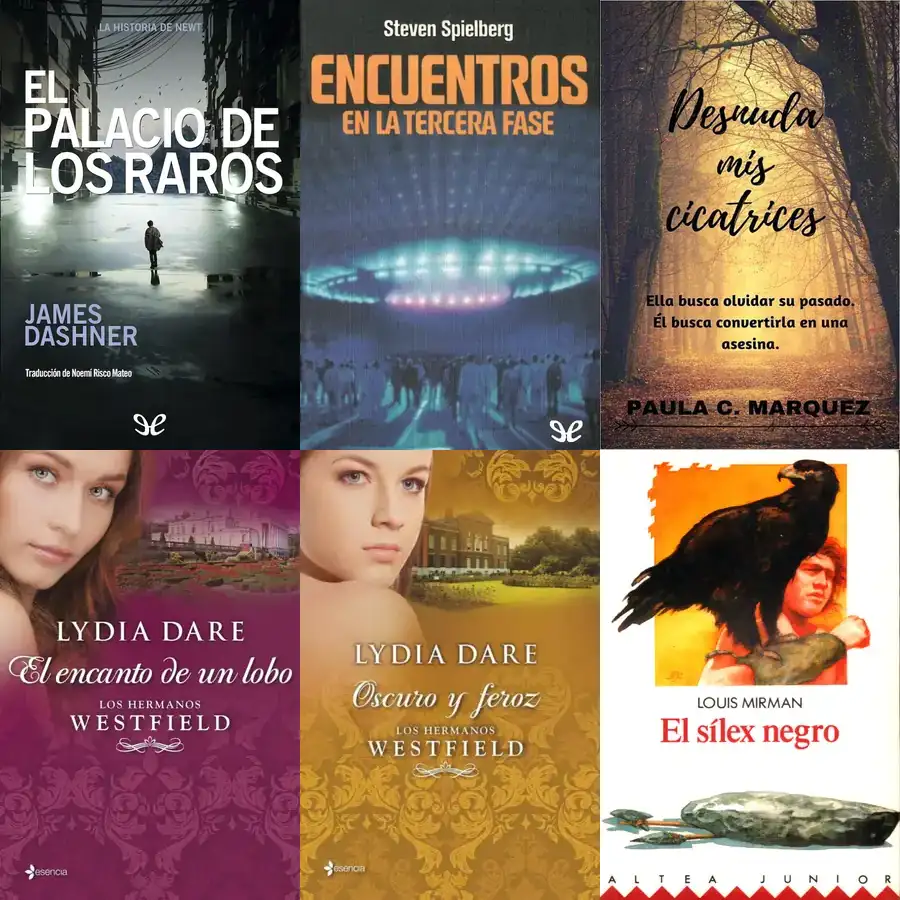 LA HISTORIA DE NEWT
EL
PALACIO DE
LOS RAROS
JAMES
DASHNER
Traducción de Noemí Risco Mateo
Steven Spielberg
ENCUENTROS
EN LA TERCERA FASE
Desnuda
mis
cicatrices
Ella busca olvidar su pasado.
Él busca convertirla en una
asesina.
PAULA C. MARQUEZ
LYDIA DARE
El encanto de un lobo
LOS HERMANOS
WESTFIELD
esencia
LYDIA DARE
Oscuro y feroz
LOS HERMANOS
WESTFIELD
esencia
LOUIS MIRMAN
El sílex negro
ALTEA JUNIOR